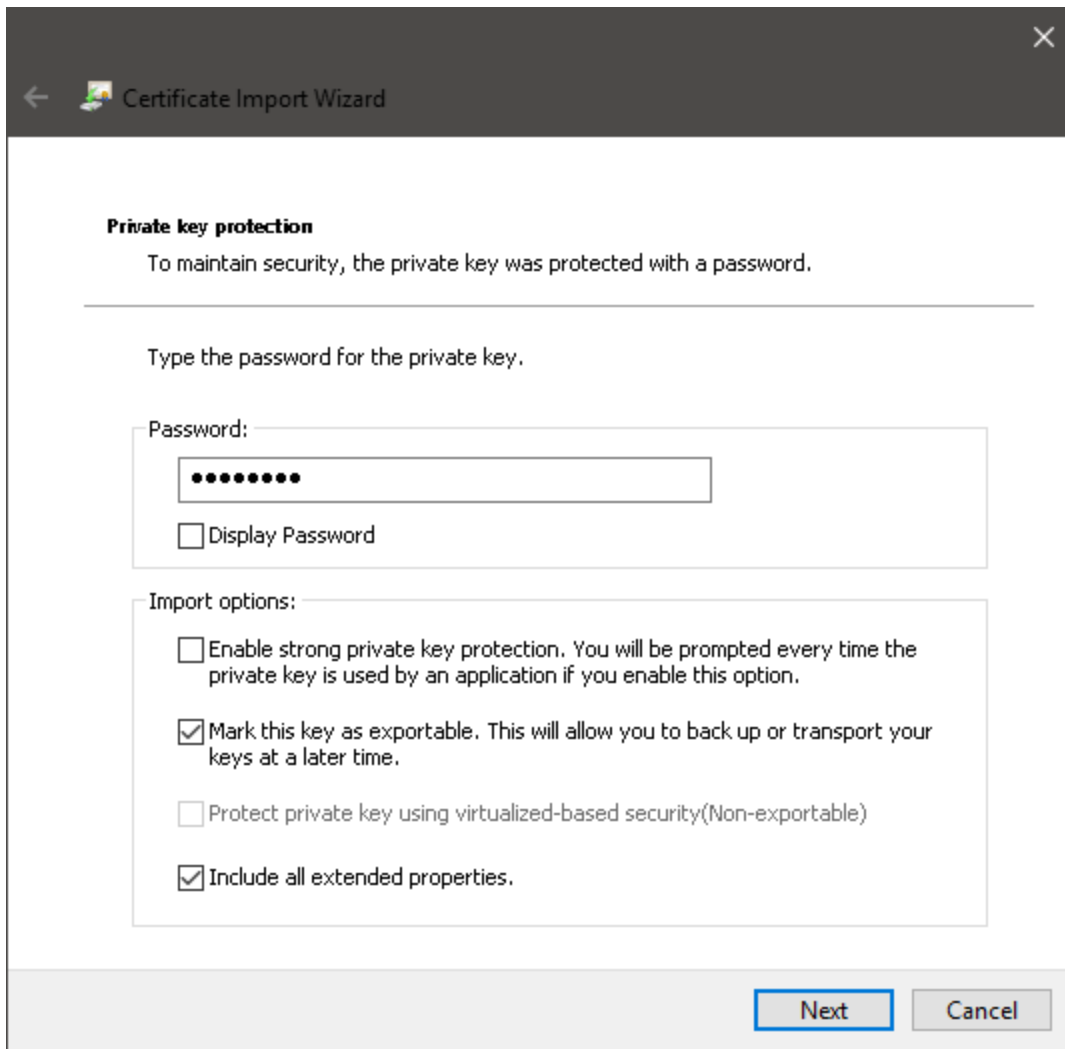 Certificate Import Wizard
Private key protection
To maintain security, the private key was protected with a password.
Type the password for the private key.
Password:
••••••••
Display Password
Import options:
Enable strong private key protection. You will be prompted every time the
private key is used by an application if you enable this option.
Mark this key as exportable. This will allow you to back up or transport your
keys at a later time.
Protect private key using virtualized-based security(Non-exportable)
Include all extended properties.
Next
Cancel